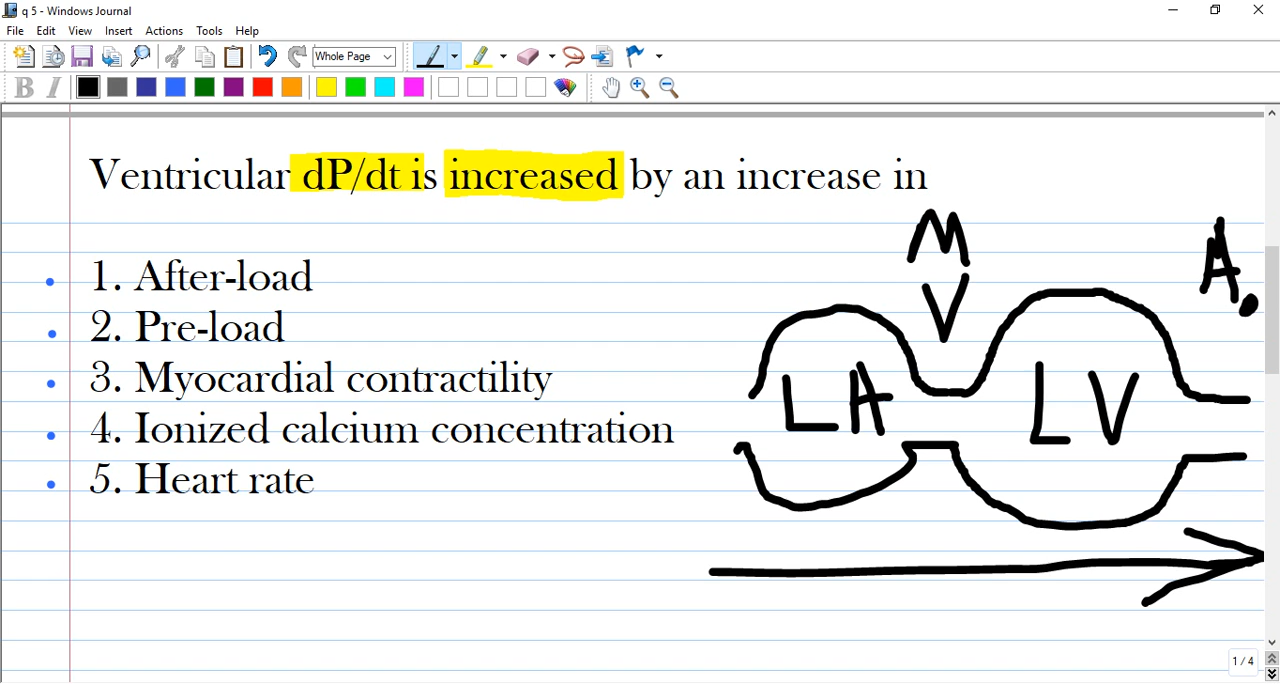 q 5 - Windows Journal
File Edit View Insert Actions Tools Help
Whole Page
B I
Ventricular dP/dt is increased by an increase in
1. After-load
2. Pre-load
3. Myocardial contractility
4. Ionized calcium concentration
5. Heart rate
M
A.
LA
LV
1 / 4